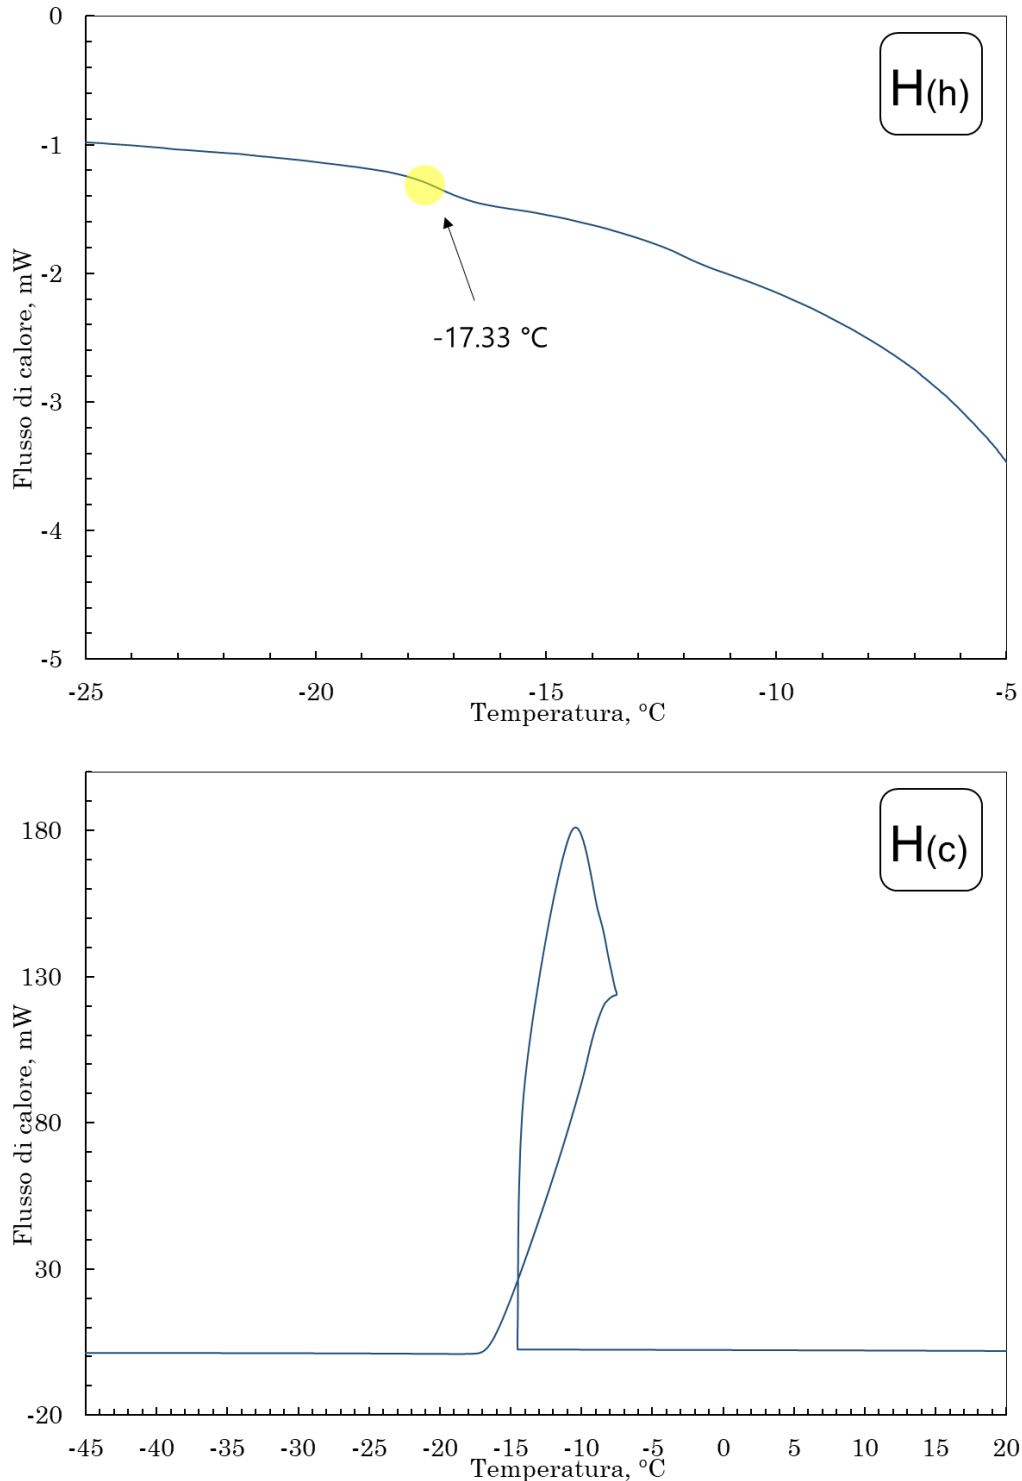 0
H(h)
-1
-2
-17.33 °C
-3
-4
-5
Flusso di calore, mW
-25 -20 -15 -10 -5
Temperatura, °C
H(c)
180
130
80
30
-20
Flusso di calore, mW
-45 -40 -35 -30 -25 -20 -15 -10 -5 0 5 10 15 20
Temperatura, °C